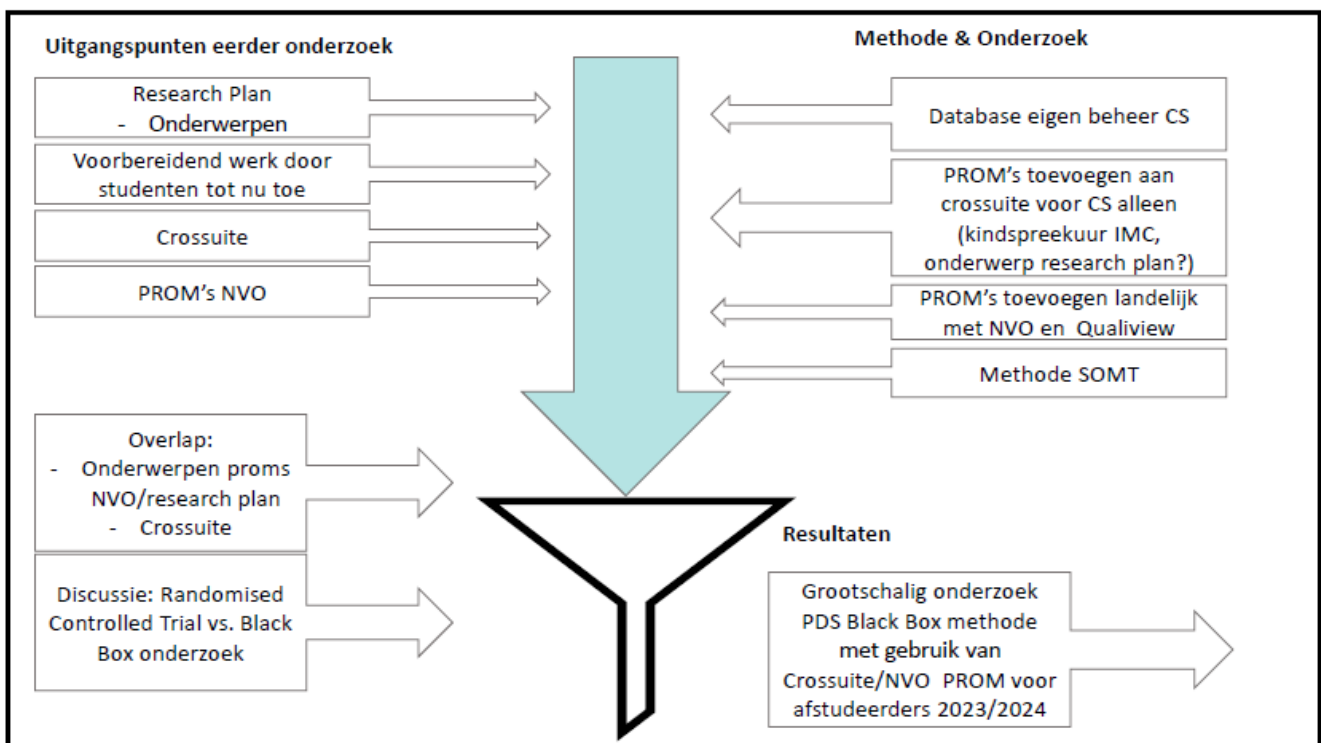 Uitgangspunten eerder onderzoek
Research Plan
- Onderwerpen
Voorbereidend werk door
studenten tot nu toe
Crossuite
PROM's NVO
Methode & Onderzoek
Database eigen beheer CS
PROM's toevoegen aan
crossuite voor CS alleen
(kindspreekuur IMC,
onderwerp research plan?)
PROM's toevoegen landelijk
met NVO en Qualiview
Methode SOMT
Overlap:
- Onderwerpen proms
NVO/research plan
- Crossuite
Discussie: Randomised
Controlled Trial vs. Black
Box onderzoek
Resultaten
Grootschalig onderzoek
PDS Black Box methode
met gebruik van
Crossuite/NVO PROM voor
afstudeerders 2023/2024